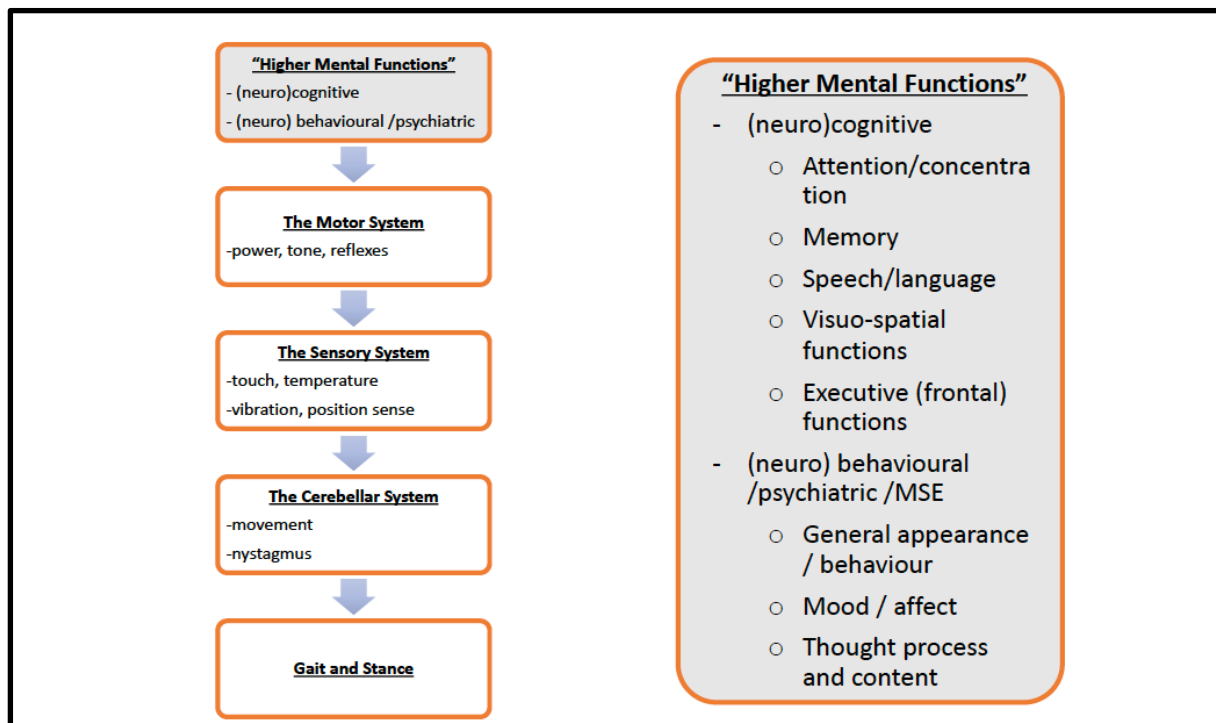 “Higher Mental Functions”
- (neuro)cognitive
- (neuro) behavioural /psychiatric
The Motor System
-power, tone, reflexes
The Sensory System
-touch, temperature
-vibration, position sense
The Cerebellar System
-movement
-nystagmus
Gait and Stance
“Higher Mental Functions”
- (neuro)cognitive
o Attention/concentra
tion
o Memory
o Speech/language
o Visuo-spatial
functions
o Executive (frontal)
functions
- (neuro) behavioural
/psychiatric /MSE
o General appearance
/ behaviour
o Mood / affect
o Thought process
and content